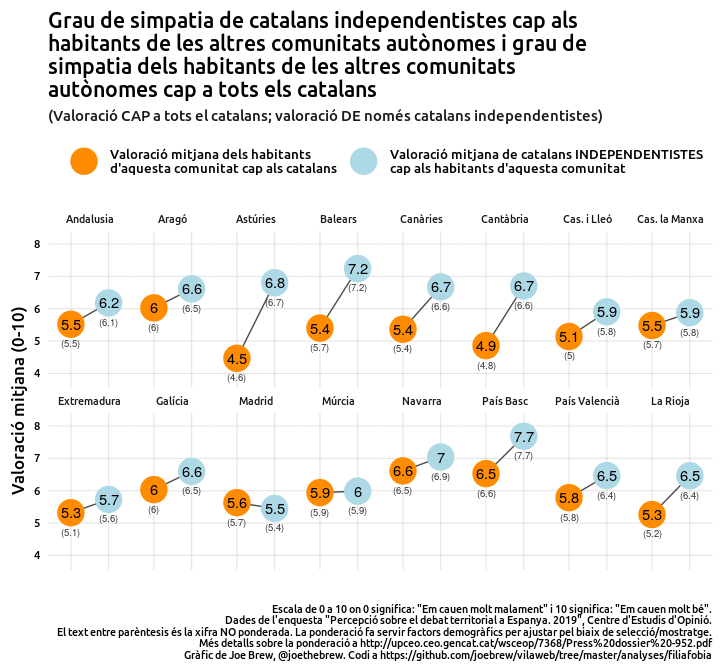 Grau de simpatia de catalans independentistes cap als
habitants de les altres comunitats autònomes i grau de
simpatia dels habitants de les altres comunitats
autònomes cap a tots els catalans
(Valoració CAP a tots el catalans; valoració DE només catalans independentistes)
Valoració mitjana dels habitants
d'aquesta comunitat cap als catalans
Valoració mitjana de catalans INDEPENDENTISTES
cap als habitants d'aquesta comunitat
Valoració mitjana (0-10)
Andalusia Aragó Astúries Balears Canàries Cantàbria Cas. i Lleó Cas. la Manxa
8
7
6
5
4
5.5 6.2 6 6.6 4.5 6.8 5.4 7.2 5.4 6.7 4.9 6.7 5.1 5.9 5.5 5.9
(5.5) (6.1) (6) (6.5) (4.6) (6.7) (5.7) (7.2) (5.4) (6.6) (4.8) (6.6) (5) (5.8) (5.7) (5.8)
Extremadura Galícia Madrid Múrcia Navarra País Basc País Valencià La Rioja
8
7
6
5
4
5.3 5.7 6 6.6 5.6 5.5 5.9 6 6.6 7 6.5 7.7 5.8 6.5 5.3 6.5
(5.1) (5.6) (6) (6.5) (5.7) (5.4) (5.9) (5.9) (6.5) (6.9) (6.6) (7.7) (5.8) (6.4) (5.2) (6.4)
Escala de 0 a 10 on 0 significa: "Em cauen molt malament" i 10 significa: "Em cauen molt bé".
Dades de l'enquesta "Percepció sobre el debat territorial a Espanya. 2019", Centre d'Estudis d'Opinió.
El text entre parèntesis és la xifra NO ponderada. La ponderació fa servir factors demogràfics per ajustar pel biaix de selecció/mostratge.
Més detalls sobre la ponderació a http://upceo.ceo.gencat.cat/wsceop/7368/Press%20dossier%20-952.pdf
Gràfic de Joe Brew, @joethebrew. Codi a https://github.com/joebrew/vilaweb/tree/master/analyses/filiafobia